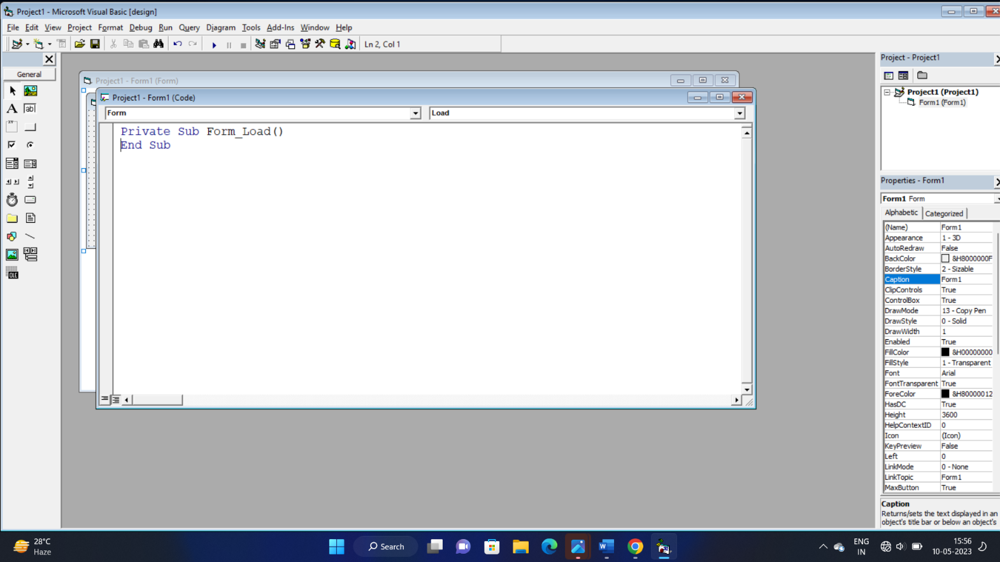 Project1 - Microsoft Visual Basic [design]
File Edit View Project Format Debug Run Query Diagram Tools Add-Ins Window Help
Ln 2, Col 1
General
A ab|
OLE
Project1 - Form1 (Form)
Project1 - Form1 (Code)
Form Load
Private Sub Form_Load()
End Sub
Project - Project1
Project1 (Project1)
Form1 (Form1)
Properties - Form1
Form1 Form
Alphabetic Categorized
(Name) Form1
Appearance 1 - 3D
AutoRedraw False
BackColor &H8000000F
BorderStyle 2 - Sizable
Caption Form1
ClipControls True
ControlBox True
DrawMode 13 - Copy Pen
DrawStyle 0 - Solid
DrawWidth 1
Enabled True
FillColor &H00000000
FillStyle 1 - Transparent
Font Arial
FontTransparent True
ForeColor &H80000012
HasDC True
Height 3600
HelpContextID 0
Icon (Icon)
KeyPreview False
Left 0
LinkMode 0 - None
LinkTopic Form1
MaxButton True
Caption
Returns/sets the text displayed in an
object's title bar or below an object's
28°C
Haze
Search
W
ENG
IN
15:56
10-05-2023